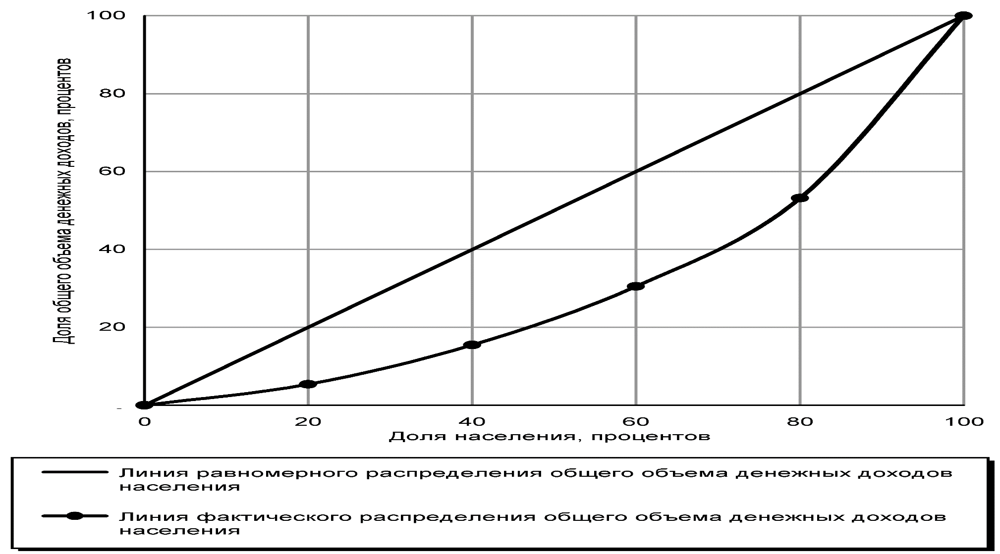 100
80
60
40
20
-
Доля общего объема денежных доходов, процентов
0 20 40 60 80 100
Доля населения, процентов
Линия равномерного распределения общего объема денежных доходов
населения
Линия фактического распределения общего объема денежных доходов
населения